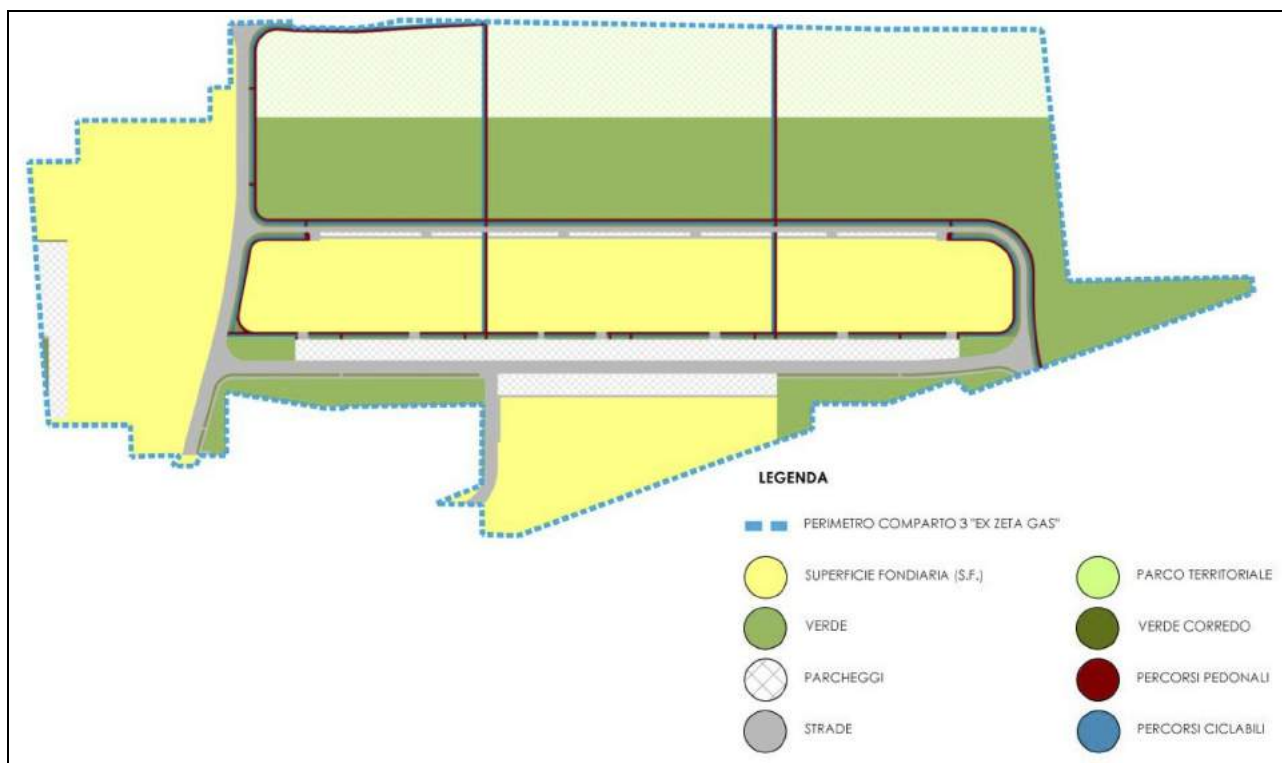 LEGENDA
PERIMETRO COMPARTO 3 "EX ZETA GAS"
SUPERFICIE FONDIARIA (S.F.)
PARCO TERRITORIALE
VERDE
VERDE CORREDO
PARCHEGGI
PERCORSI PEDONALI
STRADE
PERCORSI CICLABILI